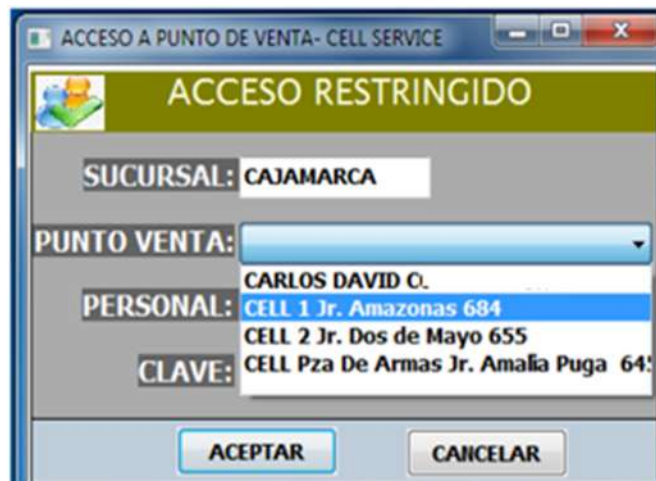 ACCESO A PUNTO DE VENTA- CELL SERVICE
ACCESO RESTRINGIDO
SUCURSAL: CAJAMARCA
PUNTO VENTA:
CARLOS DAVID O.
PERSONAL: CELL 1 Jr. Amazonas 684
CELL 2 Jr. Dos de Mayo 655
CLAVE: CELL Pza De Armas Jr. Amalia Puga
ACEPTAR CANCELAR